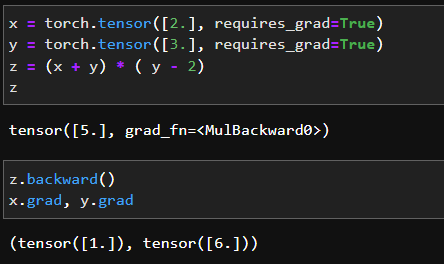 x = torch.tensor([2.], requires_grad=True)
y = torch.tensor([3.], requires_grad=True)
z = (x + y) * ( y - 2)
z
tensor([5.], grad_fn=<MulBackward0>)
z.backward()
x.grad, y.grad
(tensor([1.]), tensor([6.]))